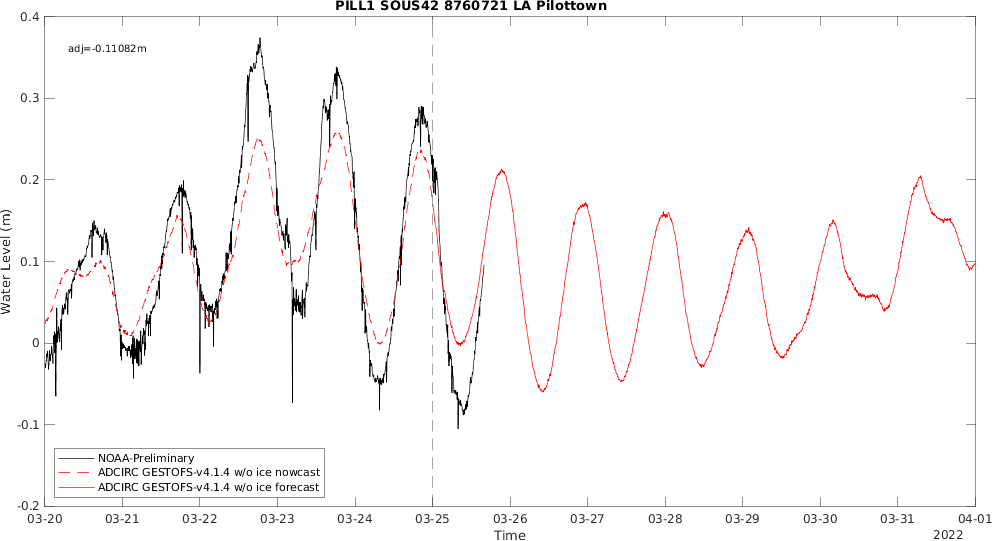 PILL1 SOUS42 8760721 LA Pilottown
adj=-0.11082m
0.4
0.3
0.2
0.1
0
-0.1
-0.2
Water Level (m)
NOAA-Preliminary
ADCIRC GESTOFS-v4.1.4 w/o ice nowcast
ADCIRC GESTOFS-v4.1.4 w/o ice forecast
03-20 03-21 03-22 03-23 03-24 03-25 03-26 03-27 03-28 03-29 03-30 03-31 04-01
Time
2022